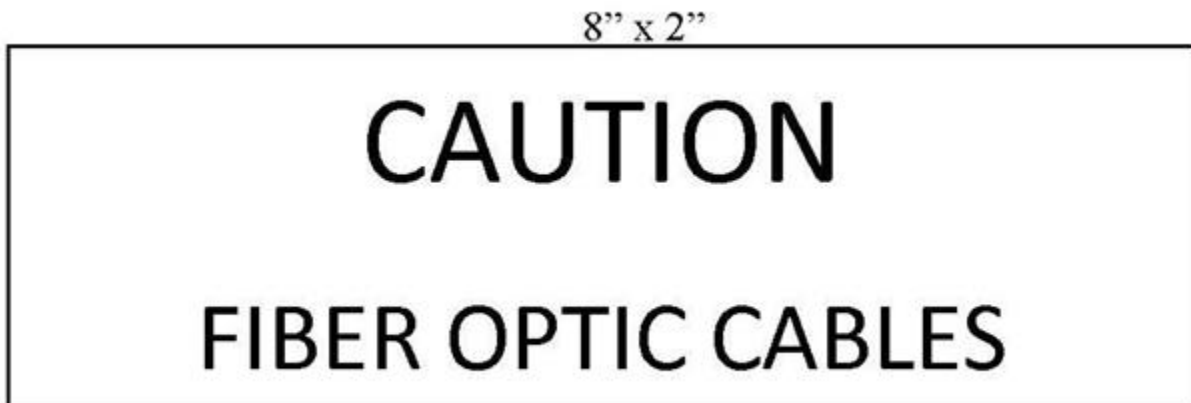 8” x 2”
CAUTION
FIBER OPTIC CABLES